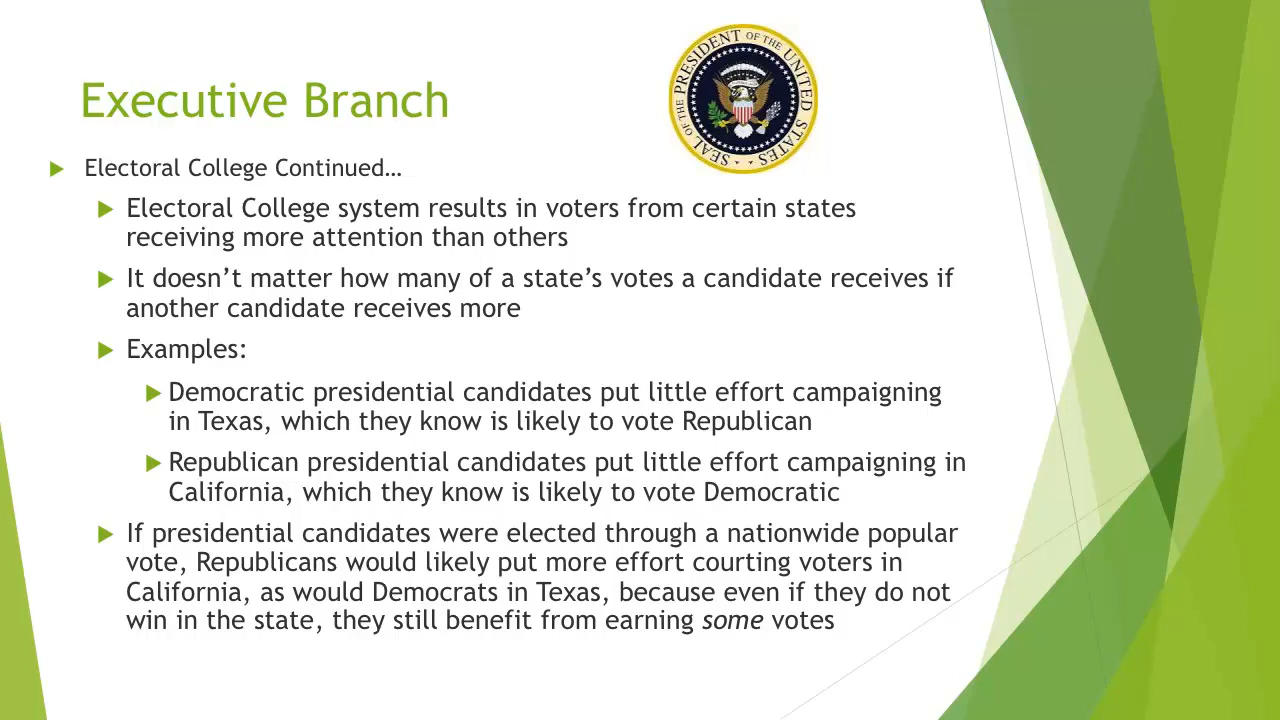 SEAL OF THE PRESIDENT OF THE UNITED STATES
Executive Branch
Electoral College Continued…
Electoral College system results in voters from certain states
receiving more attention than others
It doesn’t matter how many of a state’s votes a candidate receives if
another candidate receives more
Examples:
Democratic presidential candidates put little effort campaigning
in Texas, which they know is likely to vote Republican
Republican presidential candidates put little effort campaigning in
California, which they know is likely to vote Democratic
If presidential candidates were elected through a nationwide popular
vote, Republicans would likely put more effort courting voters in
California, as would Democrats in Texas, because even if they do not
win in the state, they still benefit from earning some votes